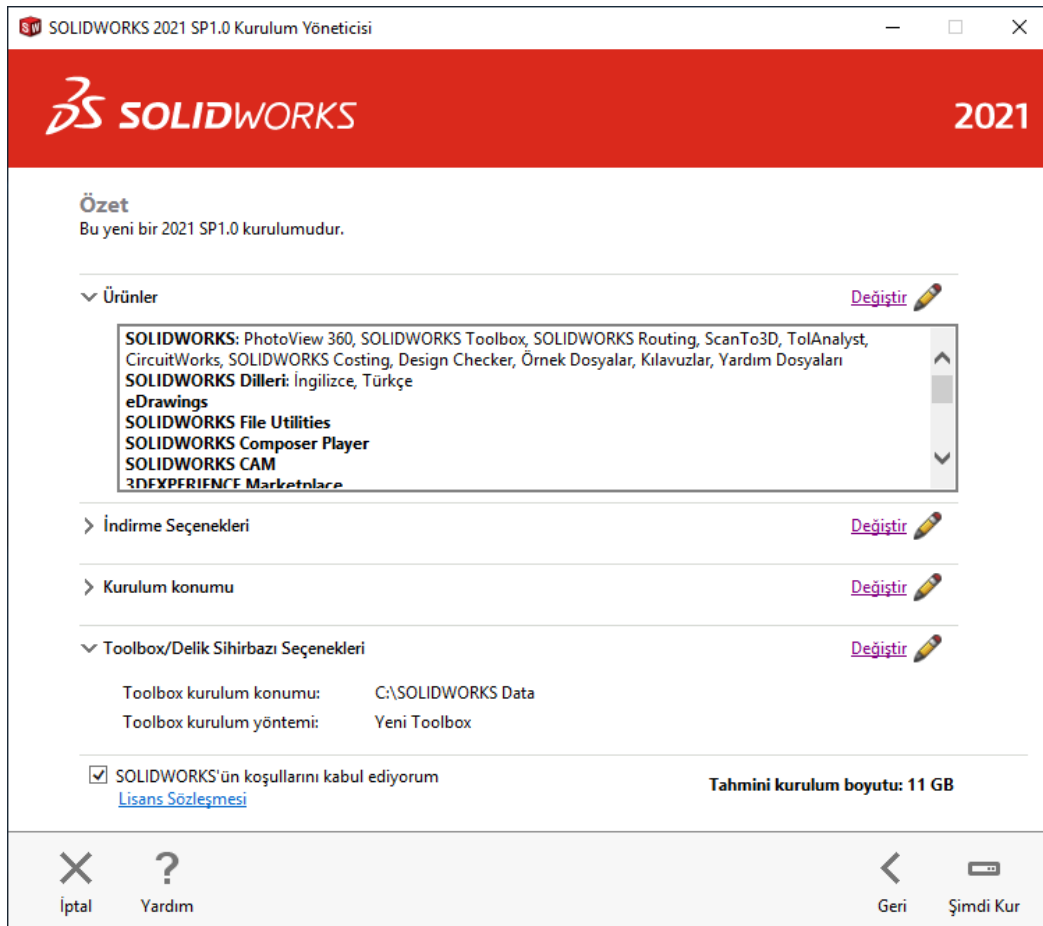 SOLIDWORKS 2021 SP1.0 Kurulum Yöneticisi
SOLIDWORKS
2021
Özet
Bu yeni bir 2021 SP1.0 kurulumudur.
Ürünler
Değiştir
SOLIDWORKS: PhotoView 360, SOLIDWORKS Toolbox, SOLIDWORKS Routing, ScanTo3D, TolAnalyst,
CircuitWorks, SOLIDWORKS Costing, Design Checker, Örnek Dosyalar, Kılavuzlar, Yardım Dosyaları
SOLIDWORKS Dilleri: İngilizce, Türkçe
eDrawings
SOLIDWORKS File Utilities
SOLIDWORKS Composer Player
SOLIDWORKS CAM
3DEXPERIENCE Marketplace
İndirme Seçenekleri
Değiştir
Kurulum konumu
Değiştir
Toolbox/Delik Sihirbazı Seçenekleri
Değiştir
Toolbox kurulum konumu: C:\SOLIDWORKS Data
Toolbox kurulum yöntemi: Yeni Toolbox
SOLIDWORKS'ün koşullarını kabul ediyorum
Lisans Sözleşmesi
Tahmini kurulum boyutu: 11 GB
İptal
Yardım
Geri
Şimdi Kur